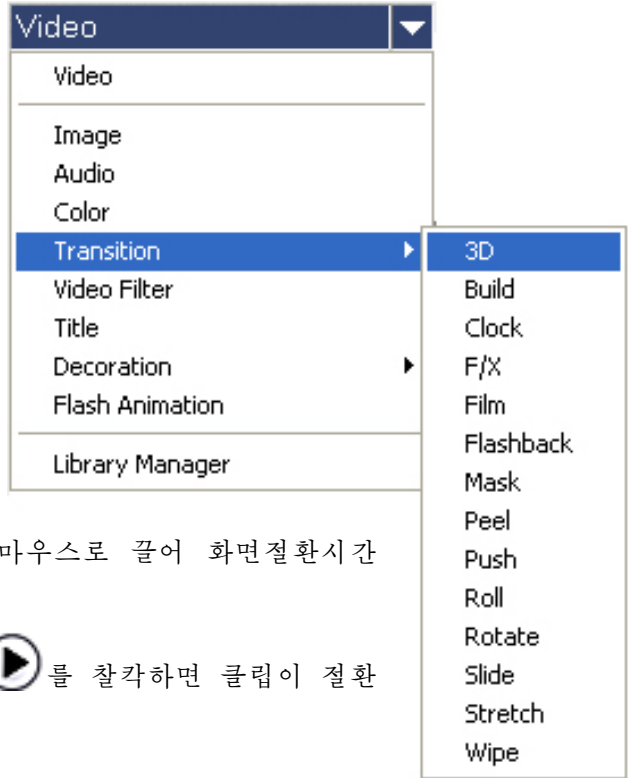 Video
Video
Image
Audio
Color
Transition
Video Filter
Title
Decoration
Flash Animation
Library Manager
3D
Build
Clock
F/X
Film
Flashback
Mask
Peel
Push
Roll
Rotate
Slide
Stretch
Wipe
마우스로 끌어 화면절환시간
를 찰칵하면 클립이 절환